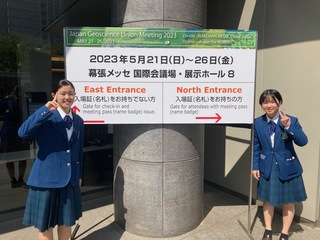 Japan Geoscience Union Meeting 2023
MAY 21 - 26, 2023
2023年5月21日(日)～26日(金)
幕張メッセ 国際会議場・展示ホール 8
East Entrance
入場証(名札)をお持ちでない方
Gate for check-in and
meeting pass (name badge) issue.
North Entrance
入場証(名札)をお持ちの方
Gate for attendees with meeting pass
(name badge)